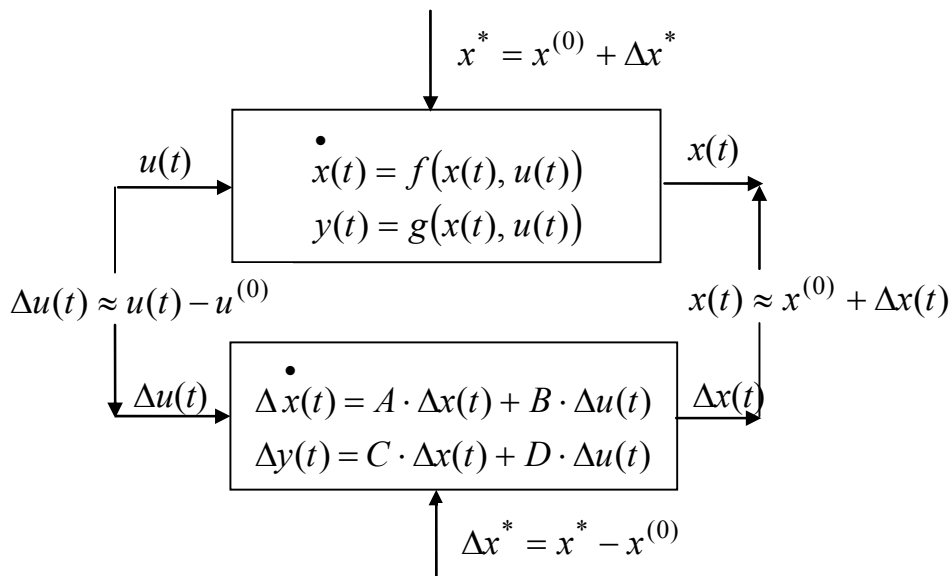 x* = x⁽⁰⁾ + Δx*
u(t)
ẋ(t) = f(x(t), u(t))
y(t) = g(x(t), u(t))
x(t)
Δu(t) ≈ u(t) − u⁽⁰⁾
x(t) ≈ x⁽⁰⁾ + Δx(t)
Δu(t)
Δẋ(t) = A · Δx(t) + B · Δu(t)
Δy(t) = C · Δx(t) + D · Δu(t)
Δx(t)
Δx* = x* − x⁽⁰⁾